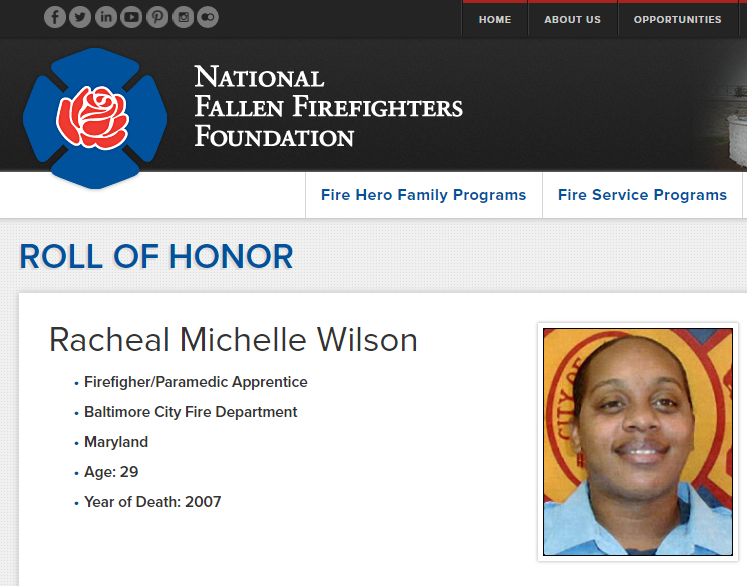 HOME
ABOUT US
OPPORTUNITIES
National
Fallen Firefighters
Foundation
Fire Hero Family Programs
Fire Service Programs
ROLL OF HONOR
Racheal Michelle Wilson
• Firefigher/Paramedic Apprentice
• Baltimore City Fire Department
• Maryland
• Age: 29
• Year of Death: 2007
CITY OF